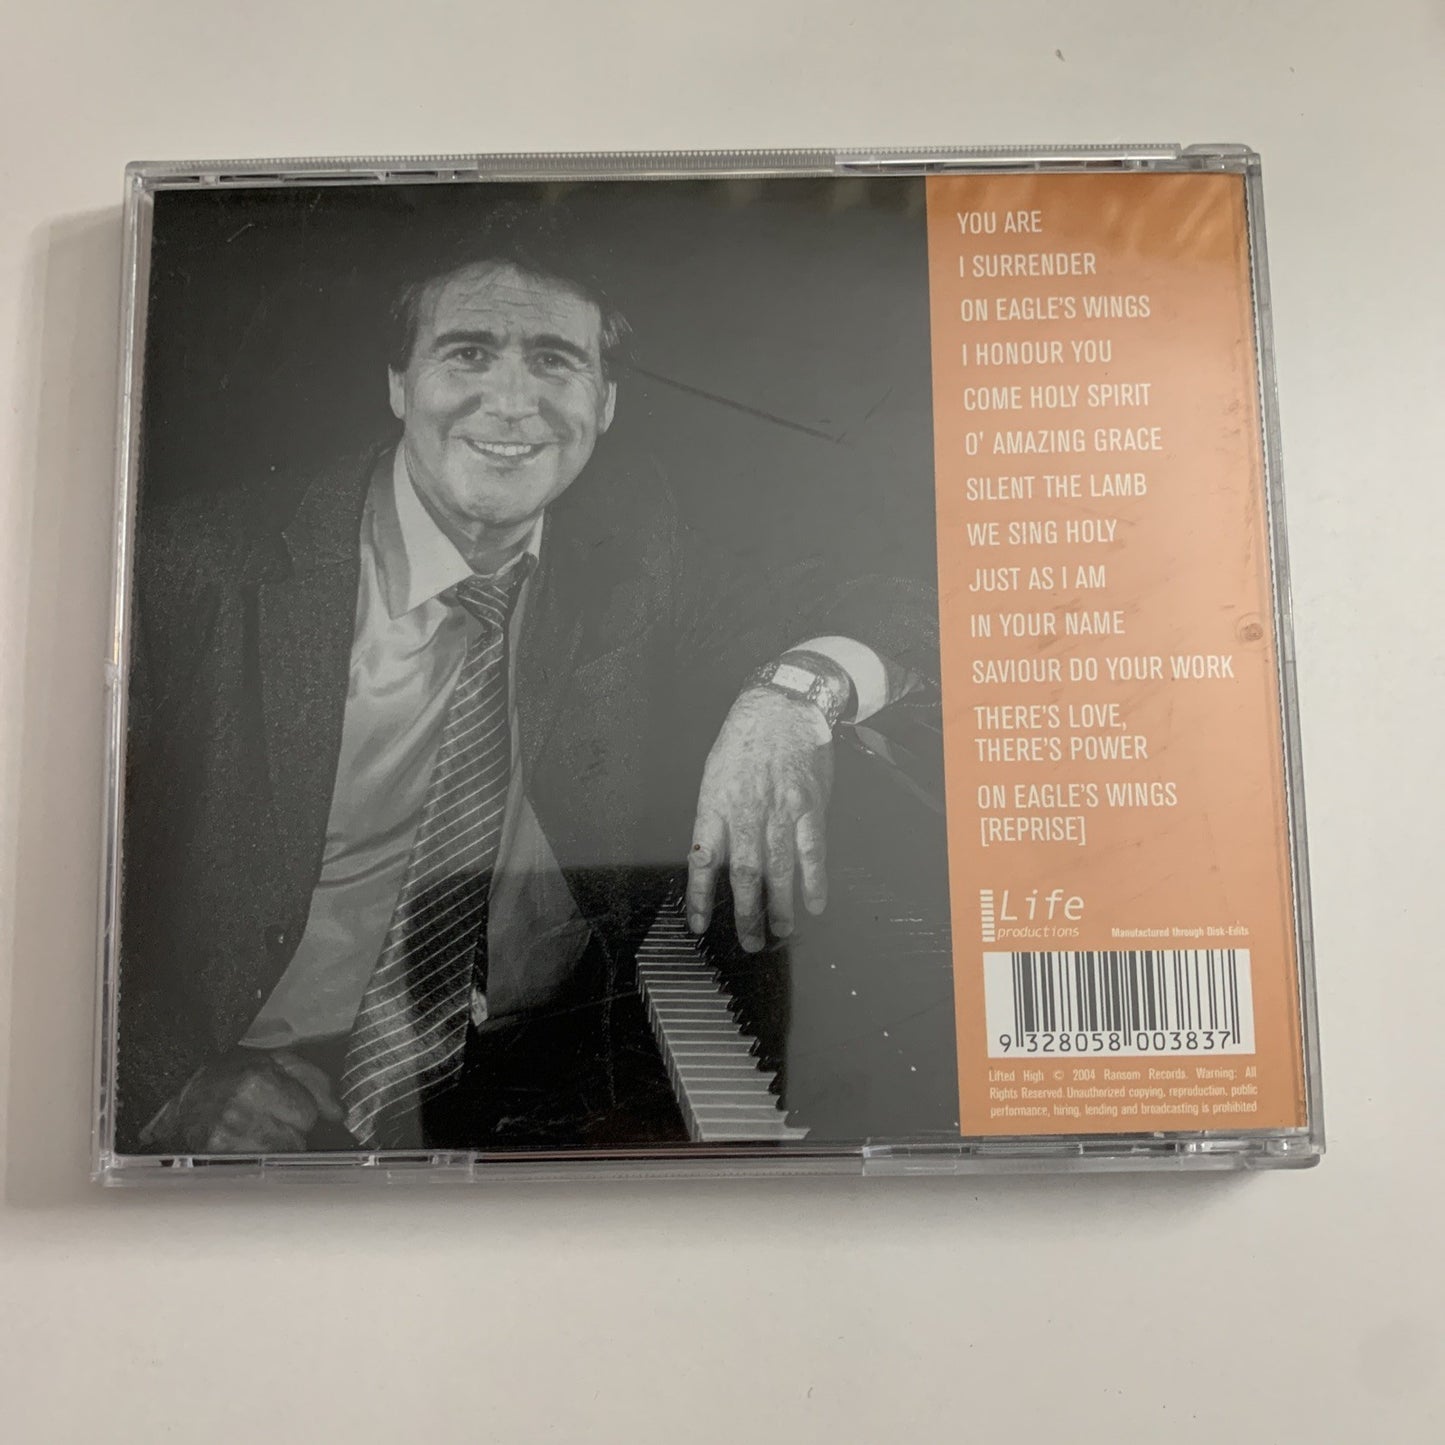 YOU ARE
I SURRENDER
ON EAGLE'S WINGS
I HONOUR YOU
COME HOLY SPIRIT
O' AMAZING GRACE
SILENT THE LAMB
WE SING HOLY
JUST AS I AM
IN YOUR NAME
SAVIOUR DO YOUR WORK
THERE'S LOVE,
THERE'S POWER
ON EAGLE'S WINGS
[REPRISE]
Life
productions
Manufactured through Disk-Edits
9 328058 003837
Lifted High © 2004 Ransom Records. Warning: All
Rights Reserved. Unauthorized copying, reproduction, public
performance, hiring, lending and broadcasting is prohibited